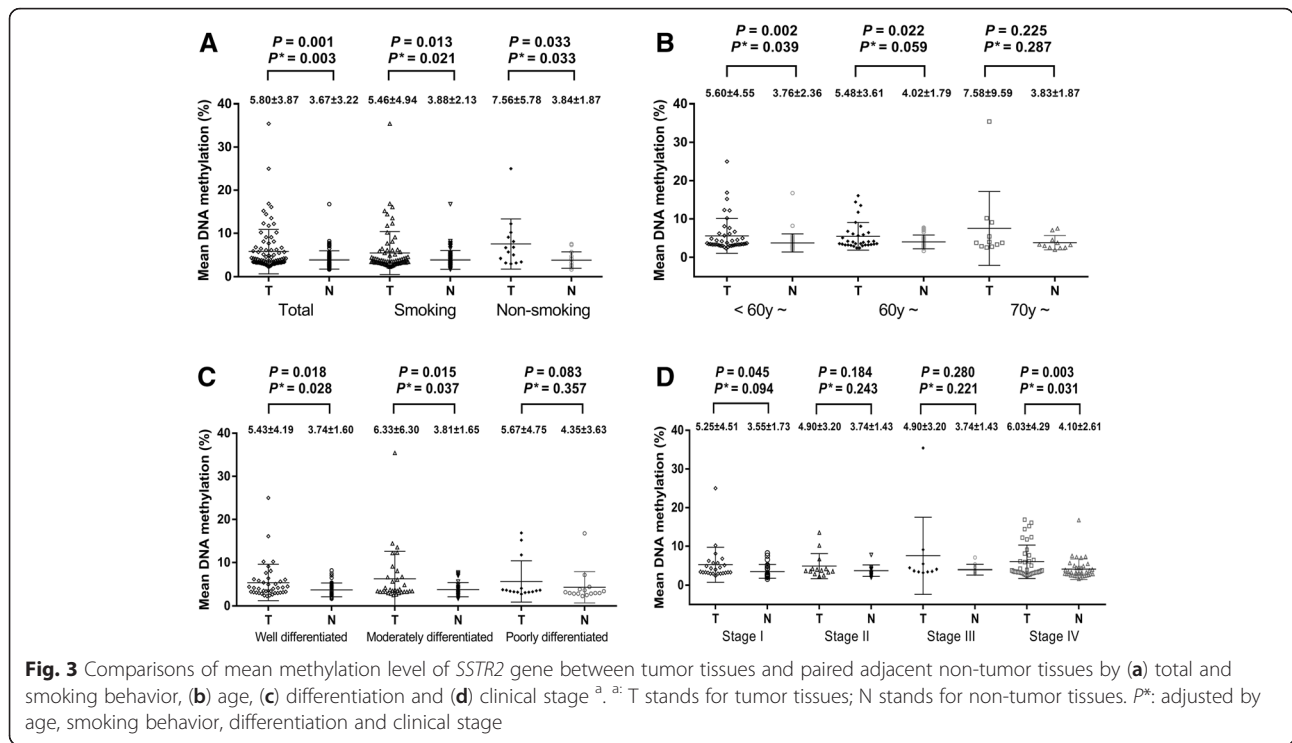 A
P = 0.001 P = 0.013 P = 0.033
P* = 0.003 P* = 0.021 P* = 0.033
5.80±3.87 3.67±3.22 5.46±4.94 3.88±2.13 7.56±5.78 3.84±1.87
Mean DNA methylation (%)
40
30
20
10
0
T N T N T N
Total Smoking Non-smoking
B
P = 0.002 P = 0.022 P = 0.225
P* = 0.039 P* = 0.059 P* = 0.287
5.60±4.55 3.76±2.36 5.48±3.61 4.02±1.79 7.58±9.59 3.83±1.87
Mean DNA methylation (%)
40
30
20
10
0
T N T N T N
< 60y ~ 60y ~ 70y ~
C
P = 0.018 P = 0.015 P = 0.083
P* = 0.028 P* = 0.037 P* = 0.357
5.43±4.19 3.74±1.60 6.33±6.30 3.81±1.65 5.67±4.75 4.35±3.63
Mean DNA methylation (%)
40
30
20
10
0
T N T N T N
Well differentiated Moderately differentiated Poorly differentiated
D
P = 0.045 P = 0.184 P = 0.280 P = 0.003
P* = 0.094 P* = 0.243 P* = 0.221 P* = 0.031
5.25±4.51 3.55±1.73 4.90±3.20 3.74±1.43 4.90±3.20 3.74±1.43 6.03±4.29 4.10±2.61
Mean DNA methylation (%)
40
30
20
10
0
T N T N T N T N
Stage I Stage II Stage III Stage IV
Fig. 3 Comparisons of mean methylation level of SSTR2 gene between tumor tissues and paired adjacent non-tumor tissues by (a) total and
smoking behavior, (b) age, (c) differentiation and (d) clinical stage a. a: T stands for tumor tissues; N stands for non-tumor tissues. P*: adjusted by
age, smoking behavior, differentiation and clinical stage